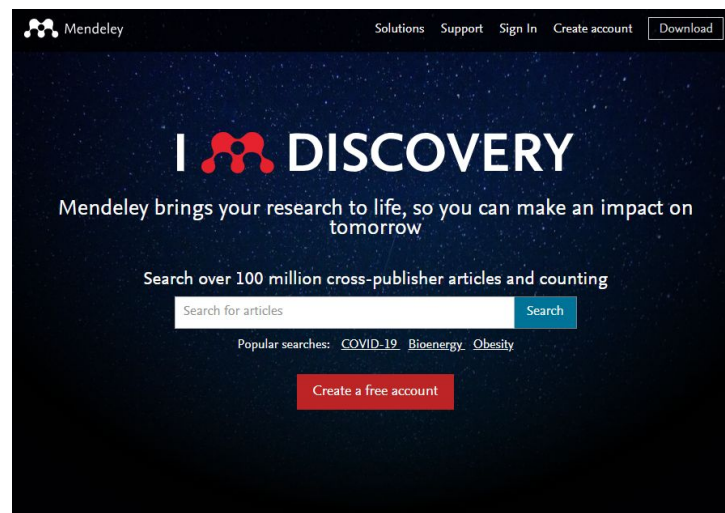 Mendeley Solutions Support Sign In Create account Download
I DISCOVERY
Mendeley brings your research to life, so you can make an impact on
tomorrow
Search over 100 million cross-publisher articles and counting
Search for articles Search
Popular searches: COVID-19 Bioenergy Obesity
Create a free account